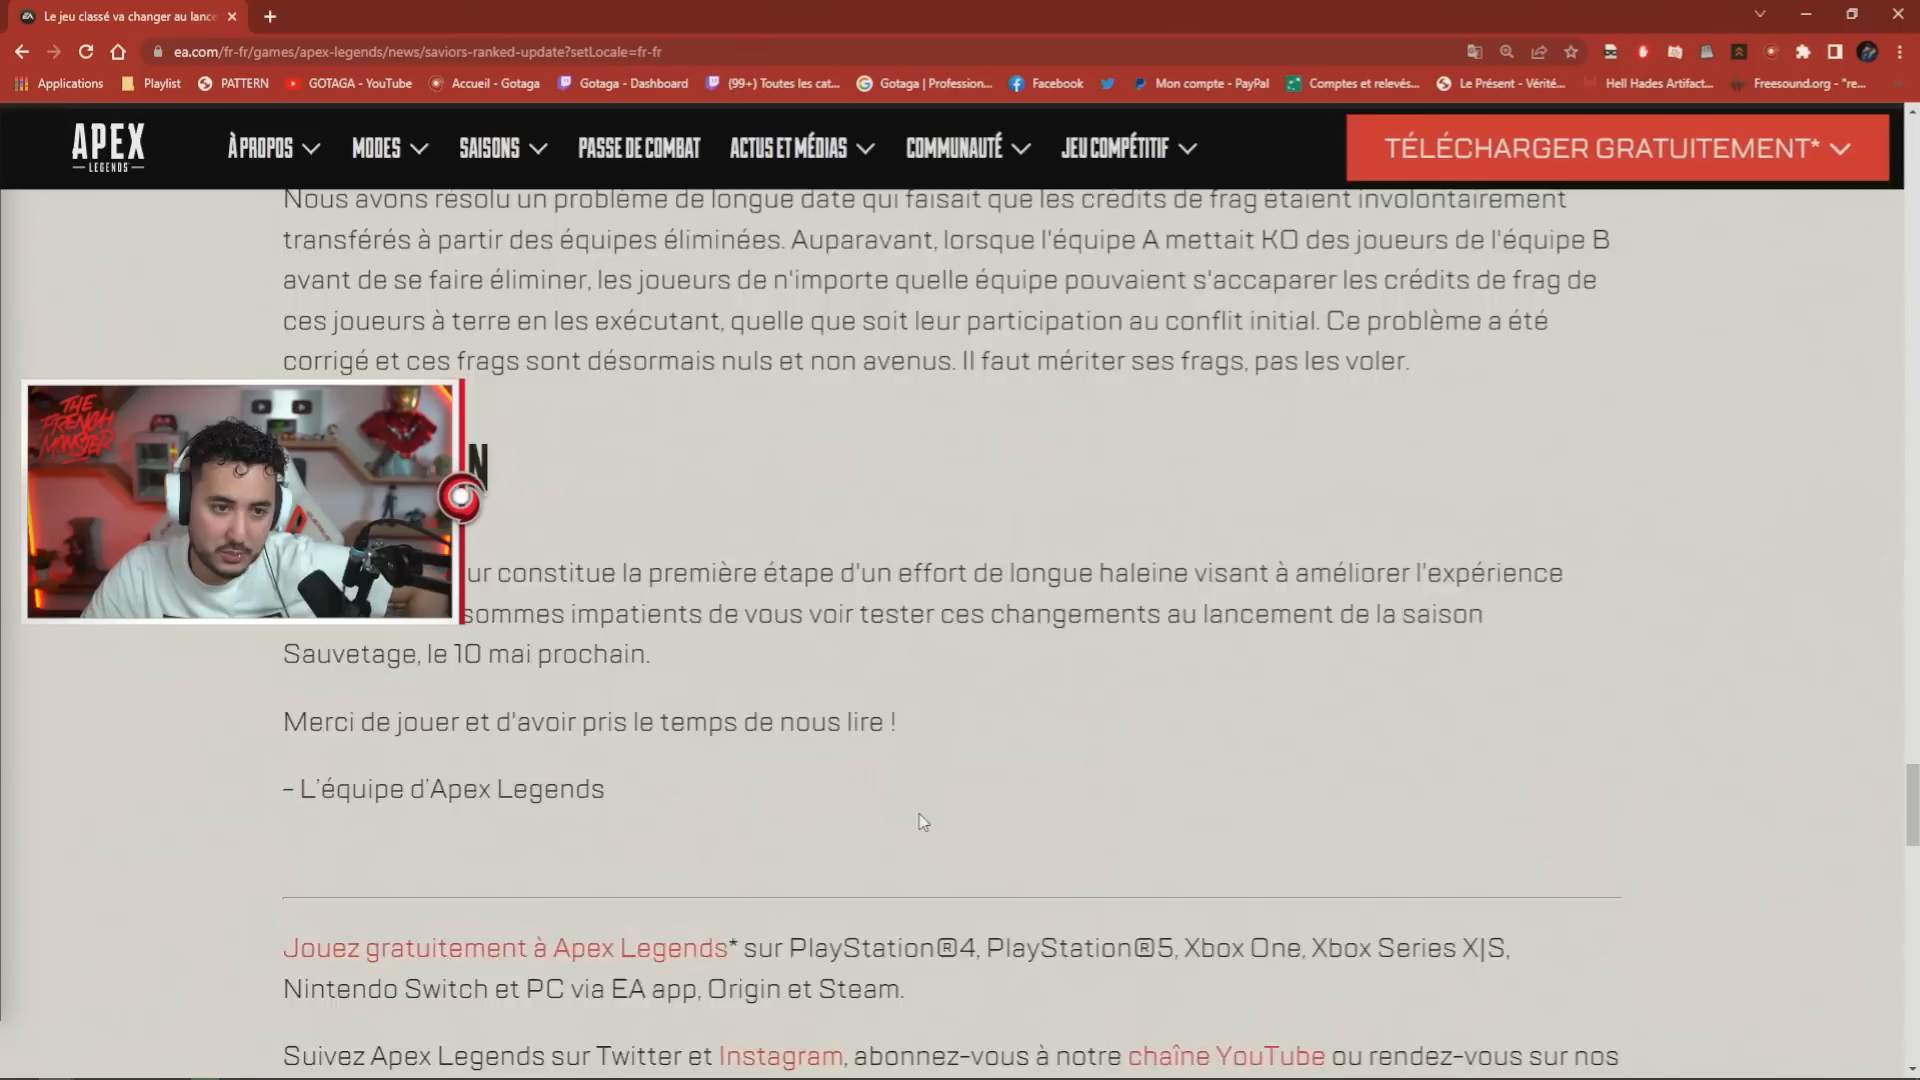 Le jeu classé va changer au lance
ea.com/fr-fr/games/apex-legends/news/saviors-ranked-update?setLocale=fr-fr
Applications Playlist PATTERN GOTAGA - YouTube Accueil - Gotaga Gotaga - Dashboard (99+) Toutes les cat... Gotaga | Profession... Facebook Mon compte - PayPal Comptes et relevés... Le Présent - Vérité... Hell Hades Artifact... Freesound.org - "re...
APEX
LEGENDS
À PROPOS MODES SAISONS PASSE DE COMBAT ACTUS ET MÉDIAS COMMUNAUTÉ JEU COMPÉTITIF TÉLÉCHARGER GRATUITEMENT*
Nous avons résolu un problème de longue date qui faisait que les crédits de frag étaient involontairement
transférés à partir des équipes éliminées. Auparavant, lorsque l'équipe A mettait KO des joueurs de l'équipe B
avant de se faire éliminer, les joueurs de n'importe quelle équipe pouvaient s'accaparer les crédits de frag de
ces joueurs à terre en les exécutant, quelle que soit leur participation au conflit initial. Ce problème a été
corrigé et ces frags sont désormais nuls et non avenus. Il faut mériter ses frags, pas les voler.
THE
FRENCH
MONSTER
N
ur constitue la première étape d'un effort de longue haleine visant à améliorer l'expérience
sommes impatients de vous voir tester ces changements au lancement de la saison
Sauvetage, le 10 mai prochain.
Merci de jouer et d'avoir pris le temps de nous lire !
– L'équipe d'Apex Legends
Jouez gratuitement à Apex Legends* sur PlayStation®4, PlayStation®5, Xbox One, Xbox Series X|S,
Nintendo Switch et PC via EA app, Origin et Steam.
Suivez Apex Legends sur Twitter et Instagram, abonnez-vous à notre chaîne YouTube ou rendez-vous sur nos